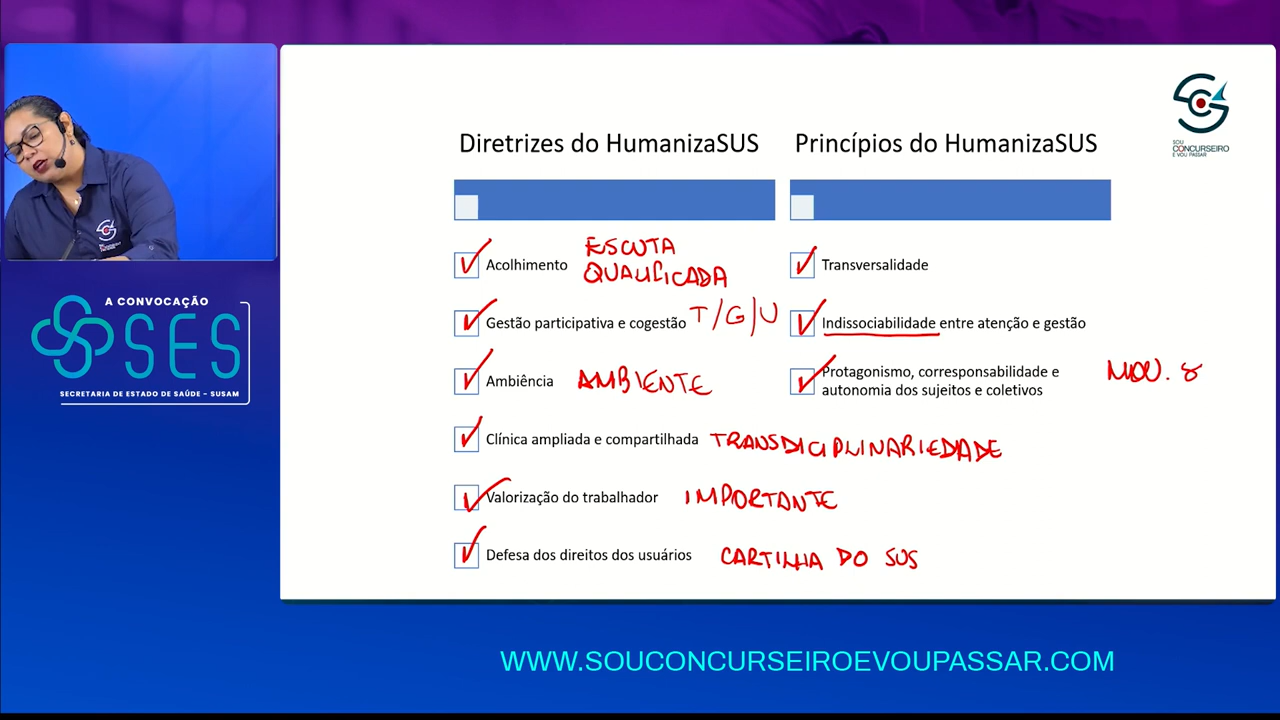 Diretrizes do HumanizaSUS
Acolhimento
ESCUTA
QUALIFICADA
Gestão participativa e cogestão T/G/U
Ambiência AMBIENTE
Clínica ampliada e compartilhada TRANSDICIPLINARIEDADE
Valorização do trabalhador IMPORTANTE
Defesa dos direitos dos usuários CARTINHA DO SUS
Princípios do HumanizaSUS
Transversalidade
Indissociabilidade entre atenção e gestão
Protagonismo, corresponsabilidade e
autonomia dos sujeitos e coletivos
MOV.
SOU
CONCURSEIRO
E VOU PASSAR
A CONVOCAÇÃO
SES
SECRETARIA DE ESTADO DE SAÚDE - SUSAM
WWW.SOUCONCURSEIROEVOUPASSAR.COM